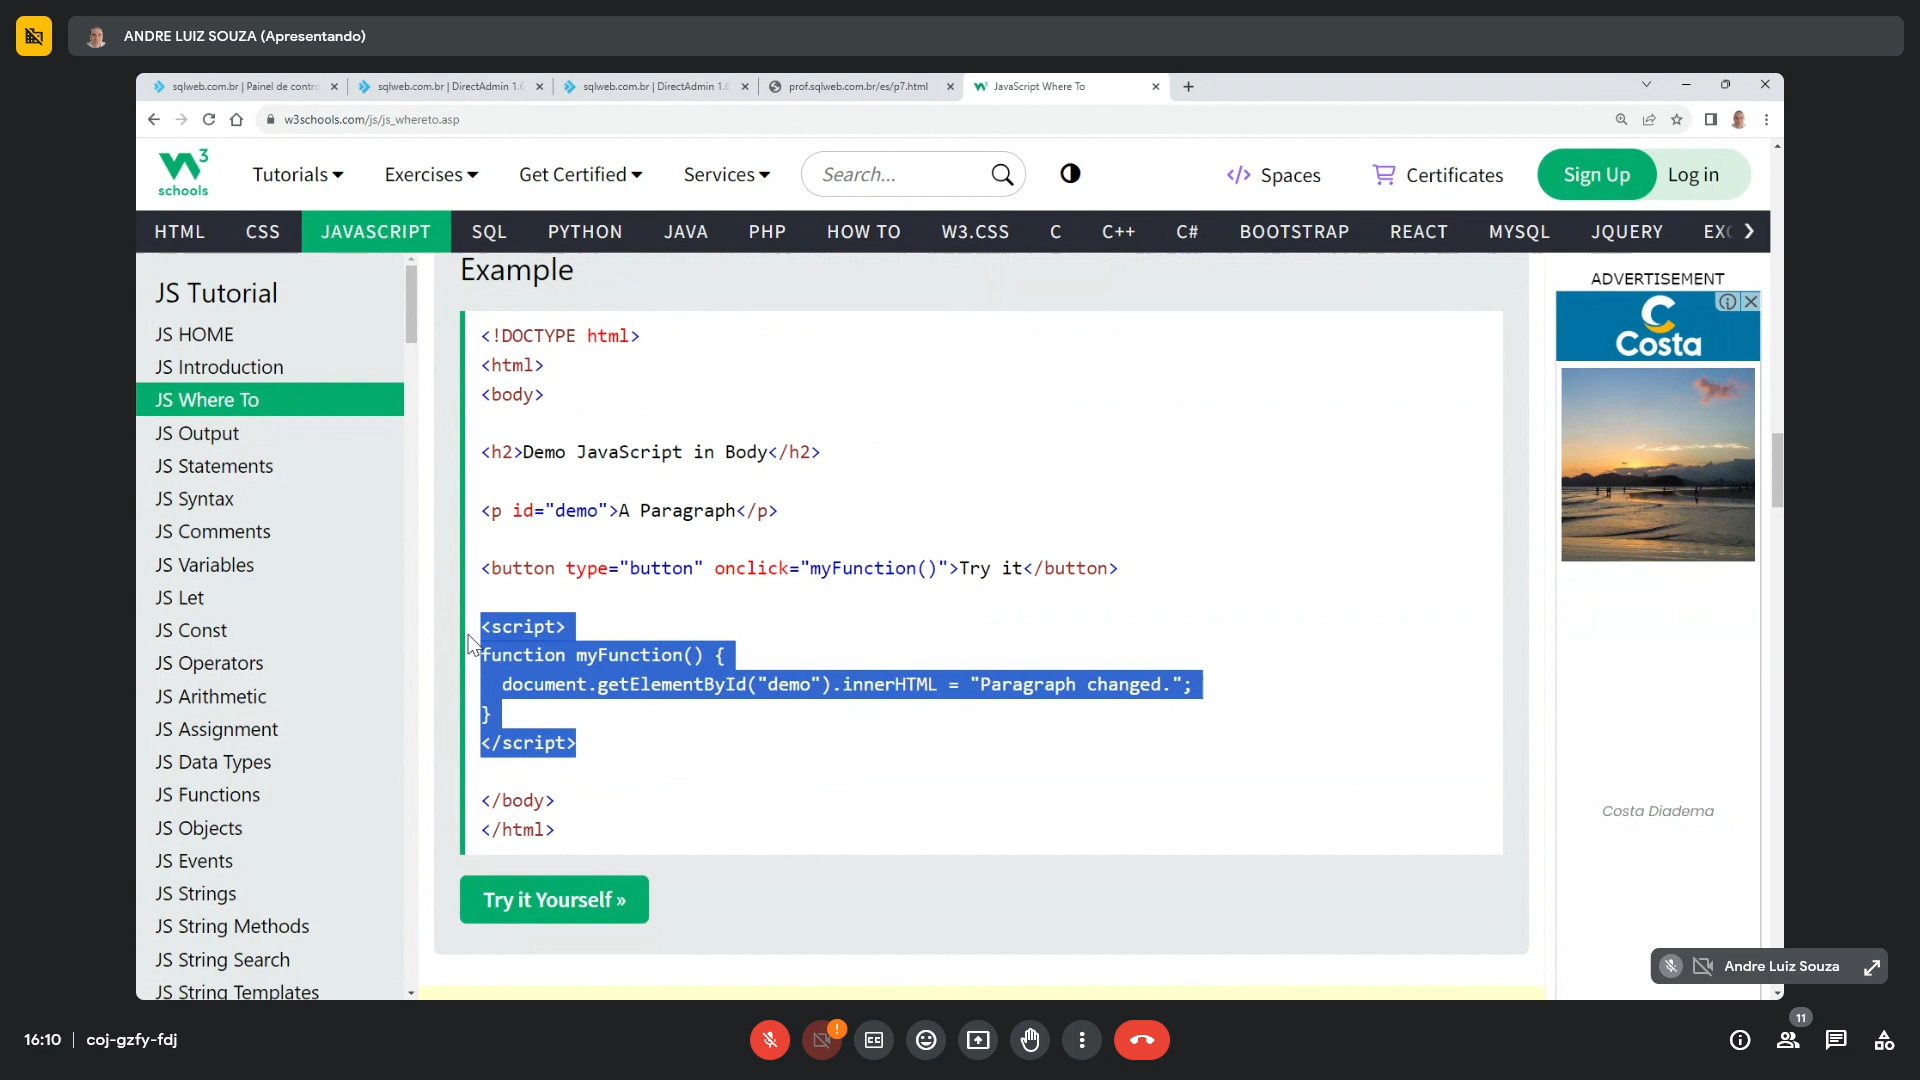 ANDRE LUIZ SOUZA (Apresentando)
sqlweb.com.br | Painel de contro
sqlweb.com.br | DirectAdmin 1.6
sqlweb.com.br | DirectAdmin 1.6
prof.sqlweb.com.br/es/p7.html
JavaScript Where To
w3schools.com/js/js_whereto.asp
W3 schools
Tutorials
Exercises
Get Certified
Services
Search...
Spaces
Certificates
Sign Up
Log in
HTML
CSS
JAVASCRIPT
SQL
PYTHON
JAVA
PHP
HOW TO
W3.CSS
C
C++
C#
BOOTSTRAP
REACT
MYSQL
JQUERY
JS Tutorial
JS HOME
JS Introduction
JS Where To
JS Output
JS Statements
JS Syntax
JS Comments
JS Variables
JS Let
JS Const
JS Operators
JS Arithmetic
JS Assignment
JS Data Types
JS Functions
JS Objects
JS Events
JS Strings
JS String Methods
JS String Search
JS String Templates
Example
<!DOCTYPE html>
<html>
<body>
<h2>Demo JavaScript in Body</h2>
<p id="demo">A Paragraph</p>
<button type="button" onclick="myFunction()">Try it</button>
<script>
function myFunction() {
document.getElementById("demo").innerHTML = "Paragraph changed.";
}
</script>
</body>
</html>
Try it Yourself »
ADVERTISEMENT
Costa
Costa Diadema
Andre Luiz Souza
16:10 | coj-gzfy-fdj
11